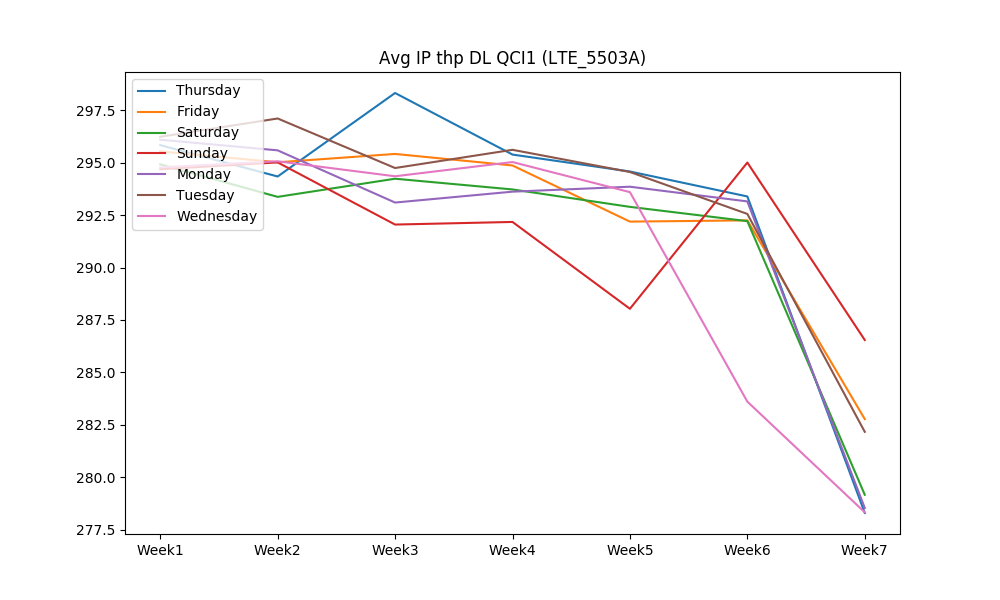 Avg IP thp DL QCI1 (LTE_5503A)
Thursday
Friday
Saturday
Sunday
Monday
Tuesday
Wednesday
297.5
295.0
292.5
290.0
287.5
285.0
282.5
280.0
277.5
Week1 Week2 Week3 Week4 Week5 Week6 Week7